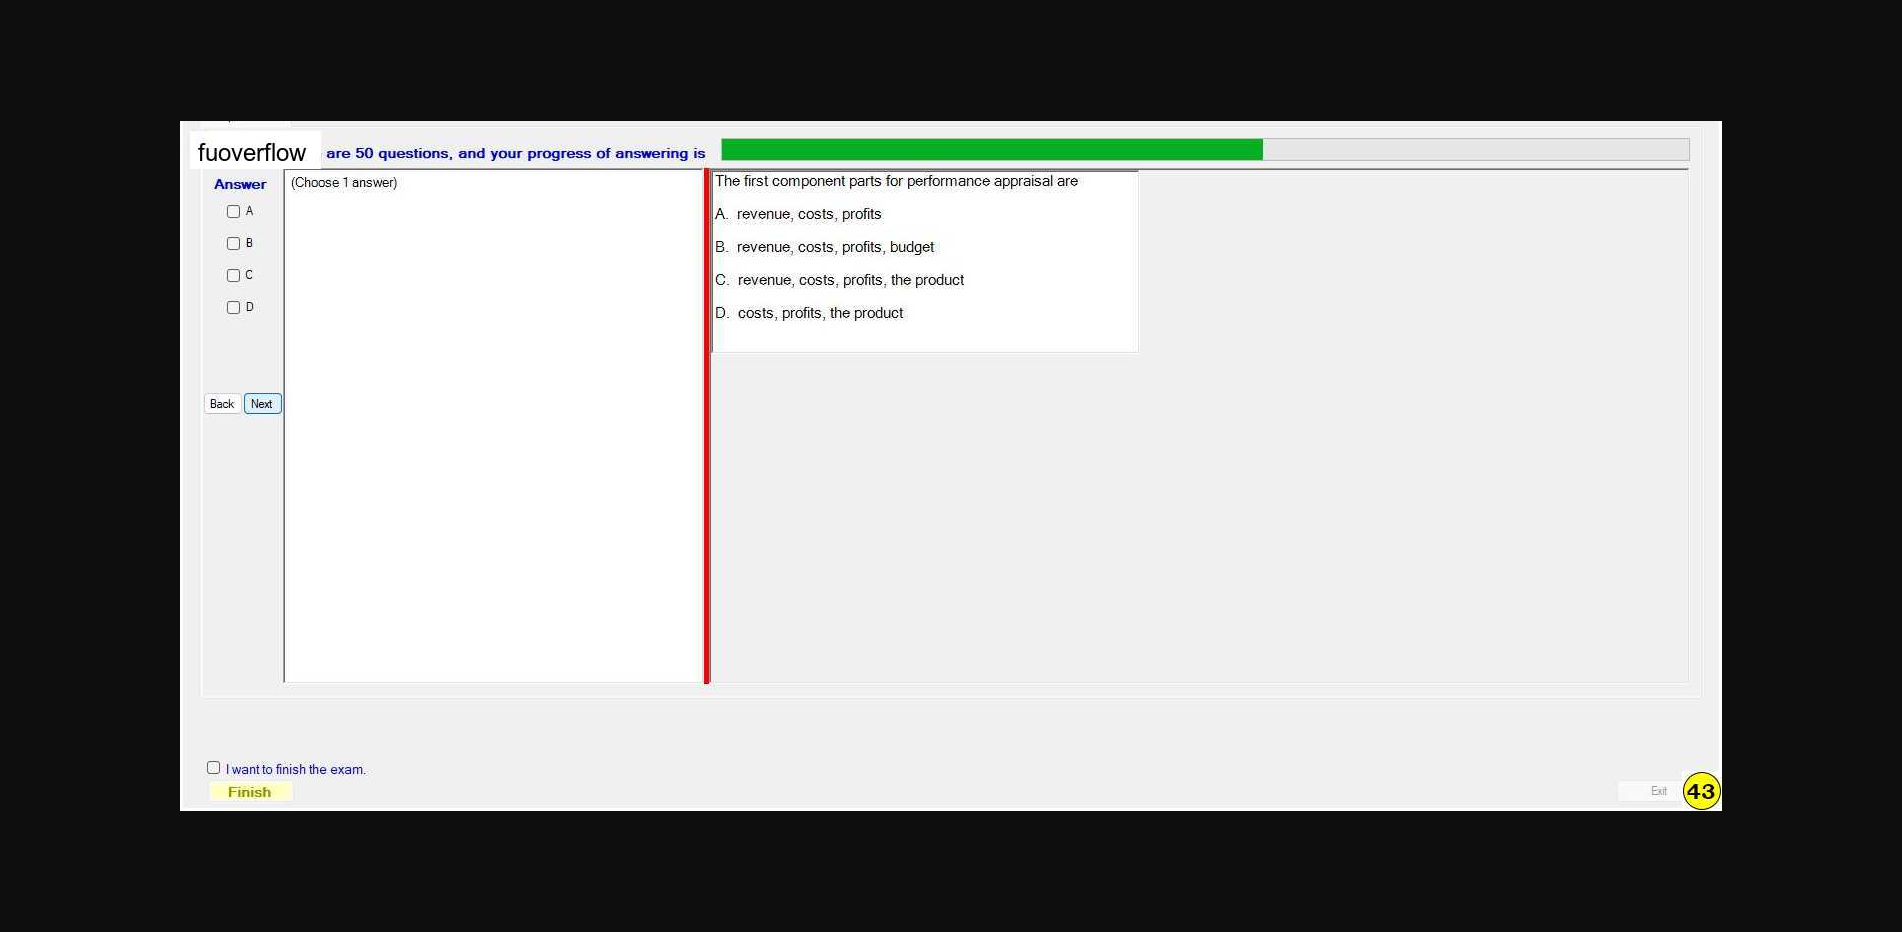 fuoverflow are 50 questions, and your progress of answering is
Answer
(Choose 1 answer)
A
B
C
D
Back Next
The first component parts for performance appraisal are
A. revenue, costs, profits
B. revenue, costs, profits, budget
C. revenue, costs, profits, the product
D. costs, profits, the product
I want to finish the exam.
Finish
Exit
43